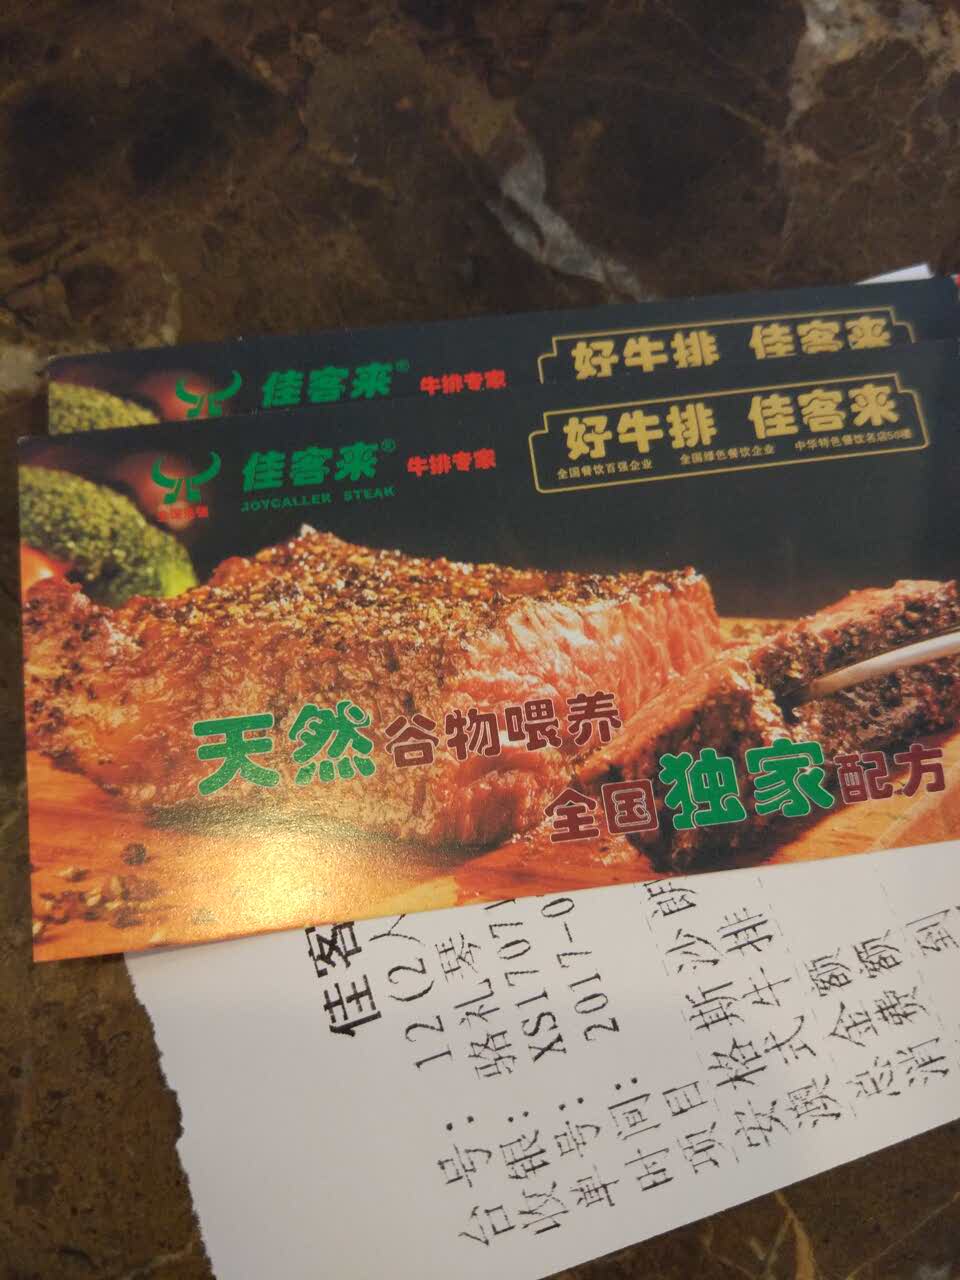 佳客来® 牛排专家
好牛排 佳客来
佳客来® 牛排专家
JOYCALLER STEAK
好牛排 佳客来
全国餐饮百强企业 全国绿色餐饮企业 中华特色餐饮名店50强
天然谷物喂养
全国独家配方
佳客
台号：12(2人
收银：骆礼琴
单号：XS1707
时间：2017-0
项目
安格斯沙朗
澳式牛排
总金额
消费额
到